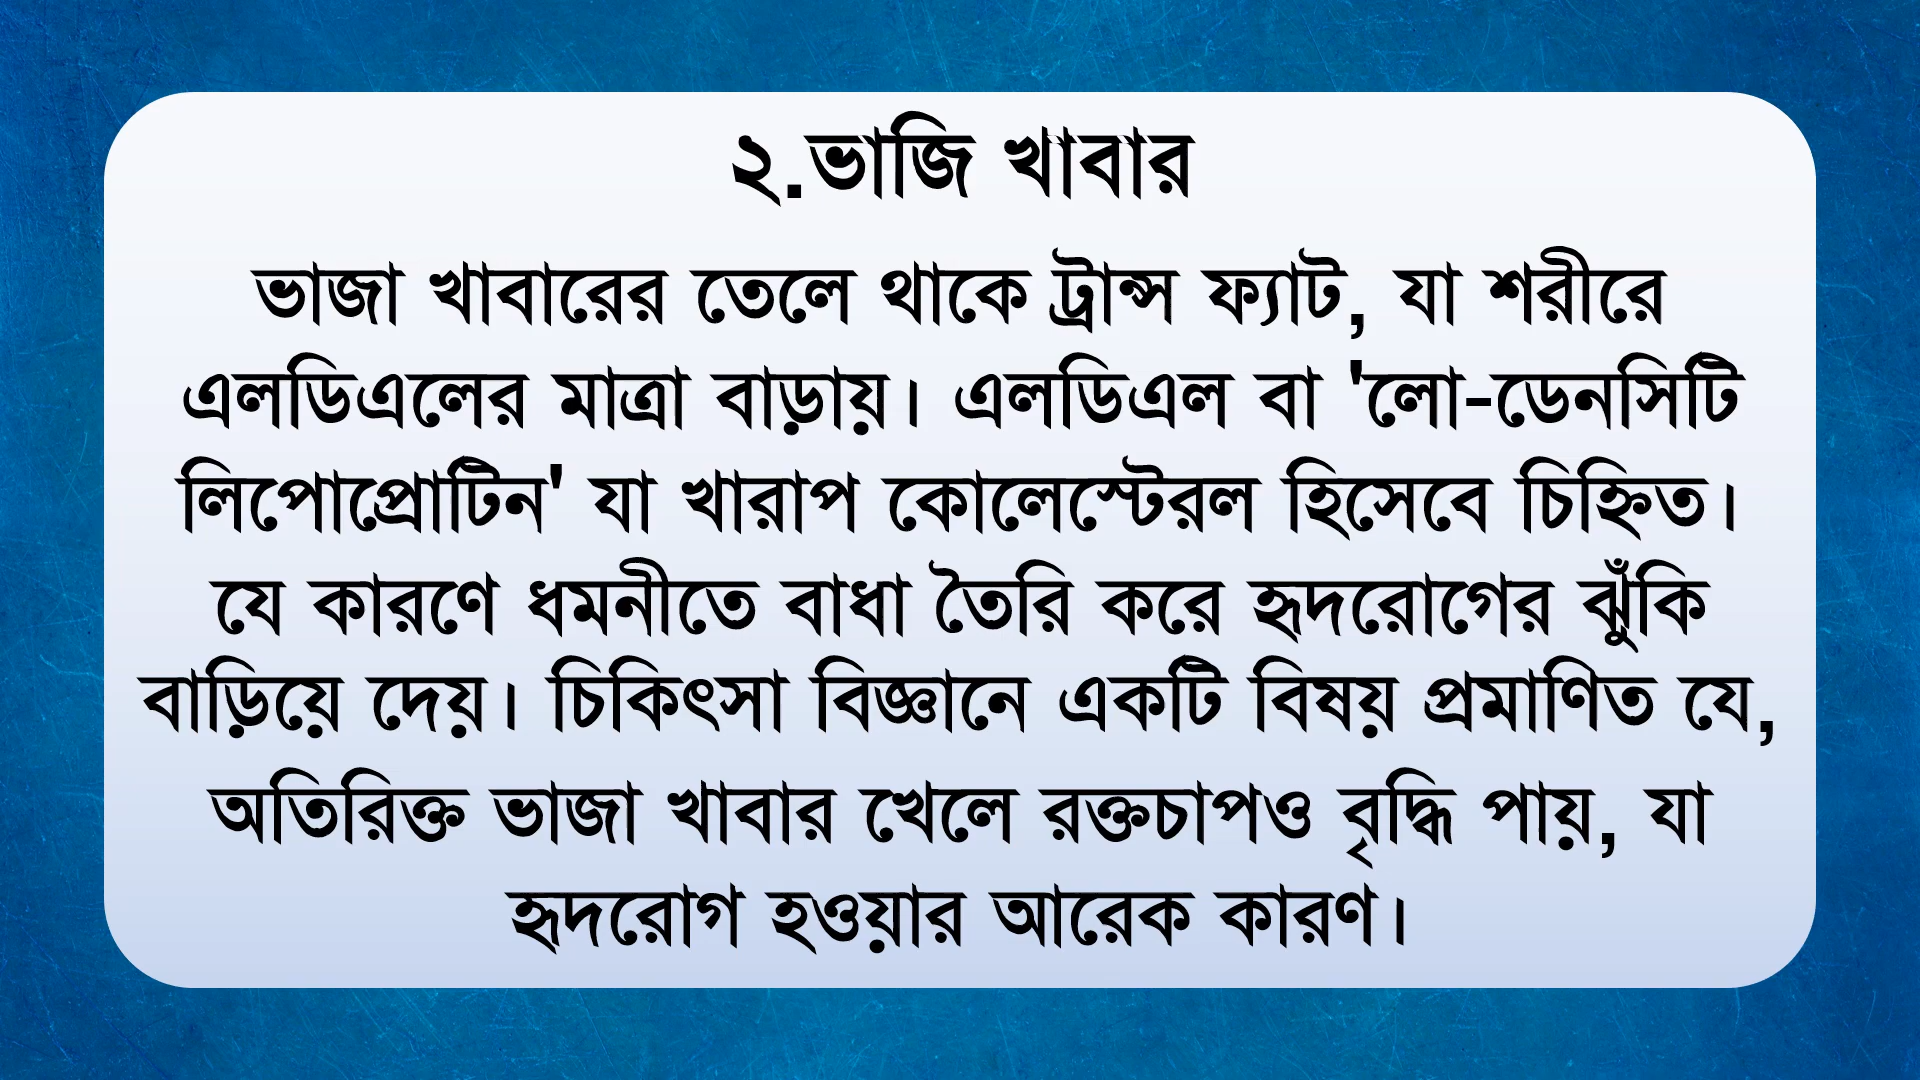 ২.ভাজি খাবার
ভাজা খাবারের তেলে থাকে ট্রান্স ফ্যাট, যা শরীরে
এলডিএলের মাত্রা বাড়ায়। এলডিএল বা 'লো-ডেনসিটি
লিপোপ্রোটিন' যা খারাপ কোলেস্টেরল হিসেবে চিহ্নিত।
যে কারণে ধমনীতে বাধা তৈরি করে হৃদরোগের ঝুঁকি
বাড়িয়ে দেয়। চিকিৎসা বিজ্ঞানে একটি বিষয় প্রমাণিত যে,
অতিরিক্ত ভাজা খাবার খেলে রক্তচাপও বৃদ্ধি পায়, যা
হৃদরোগ হওয়ার আরেক কারণ।